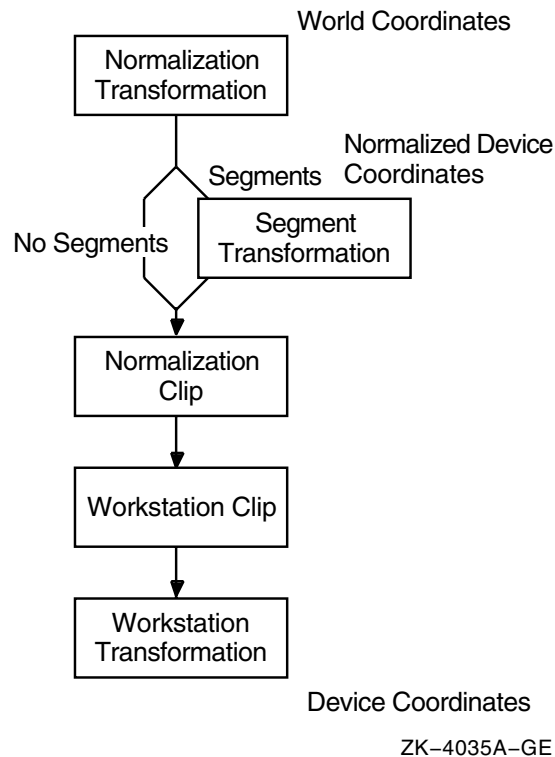 World Coordinates
Normalization
Transformation
Normalized Device
Coordinates
Segments
No Segments
Segment
Transformation
Normalization
Clip
Workstation Clip
Workstation
Transformation
Device Coordinates
ZK–4035A–GE